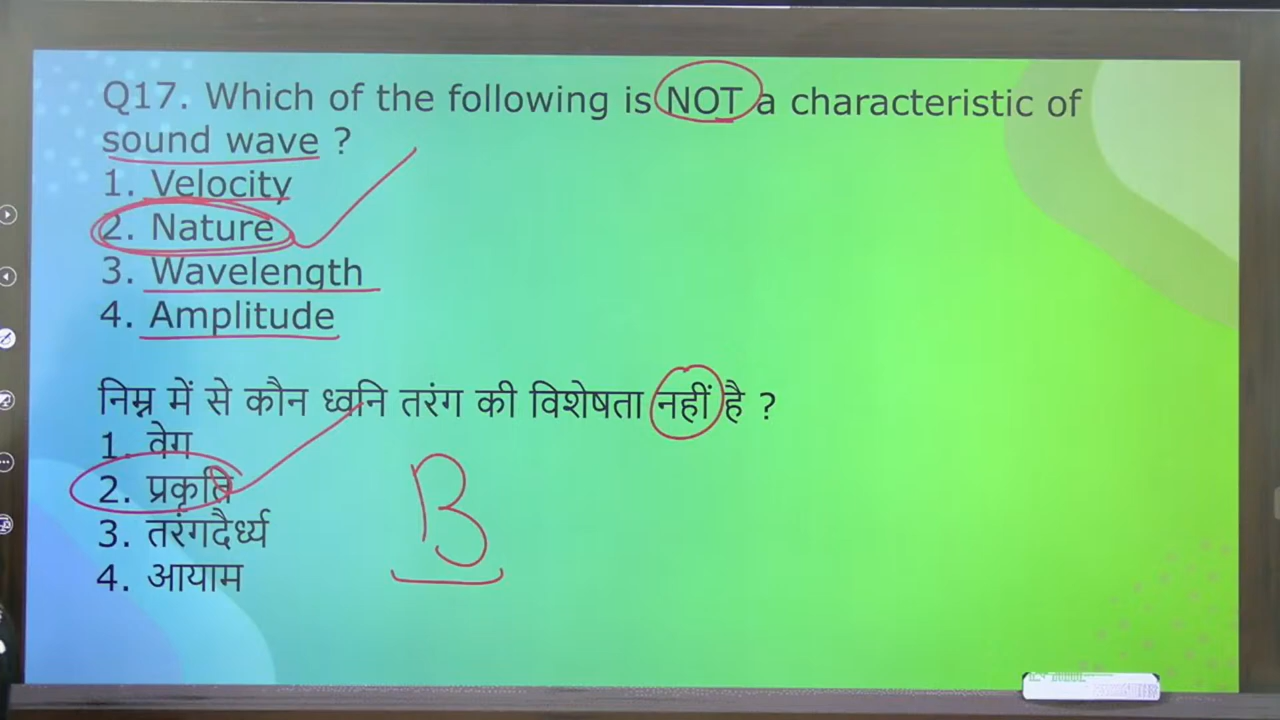 Q17. Which of the following is NOT a characteristic of
sound wave ?
1. Velocity
2. Nature
3. Wavelength
4. Amplitude
निम्न में से कौन ध्वनि तरंग की विशेषता नहीं है ?
1. वेग
2. प्रकृति
3. तरंगदैर्ध्य
4. आयाम
B